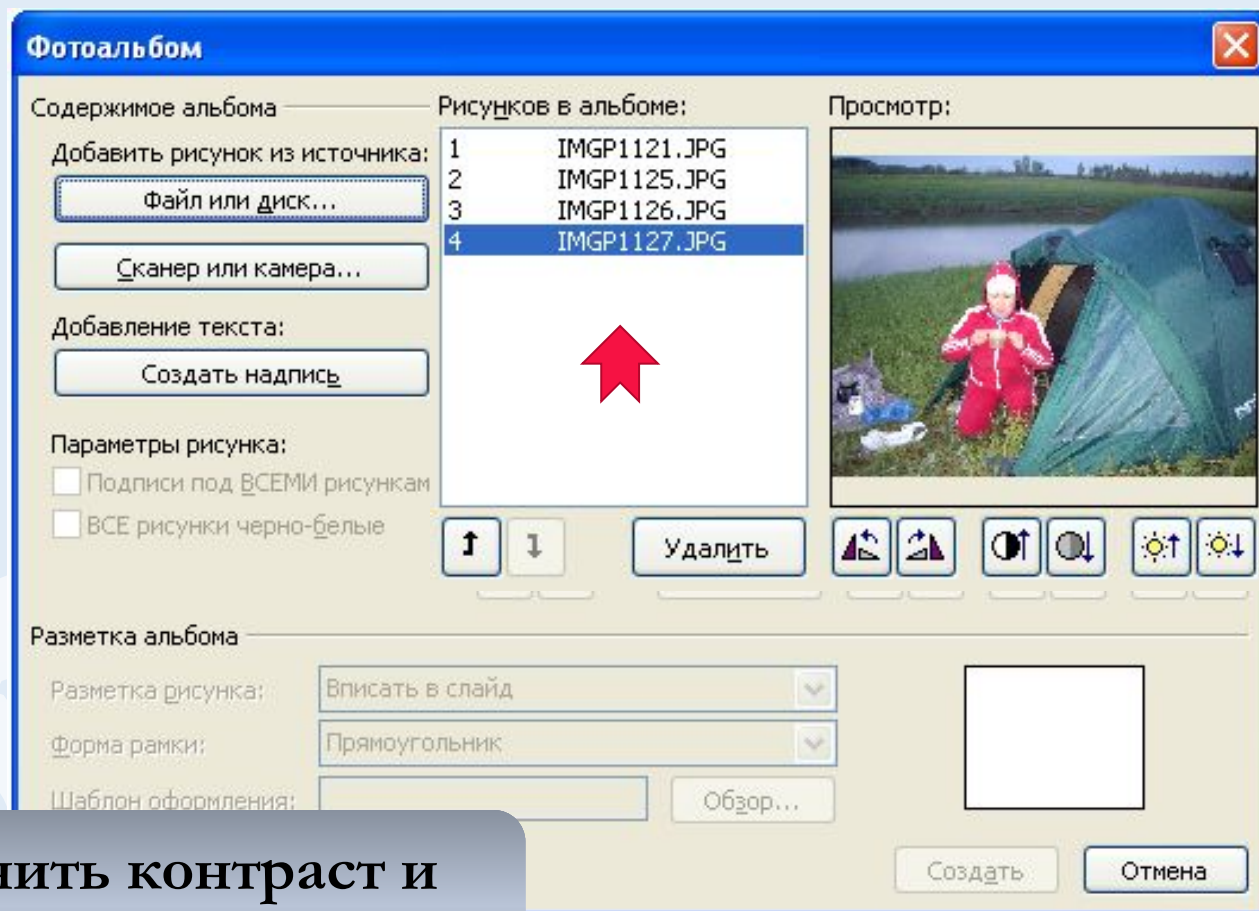 Фотоальбом
Содержимое альбома
Добавить рисунок из источника:
Файл или диск...
Сканер или камера...
Добавление текста:
Создать надпись
Параметры рисунка:
Подписи под ВСЕМИ рисункам
ВСЕ рисунки черно-белые
Рисунков в альбоме:
1 IMGP1121.JPG
2 IMGP1125.JPG
3 IMGP1126.JPG
4 IMGP1127.JPG
Удалить
Просмотр:
Разметка альбома
Разметка рисунка: Вписать в слайд
Форма рамки: Прямоугольник
Шаблон оформления: Обзор...
Создать Отмена
контраст и